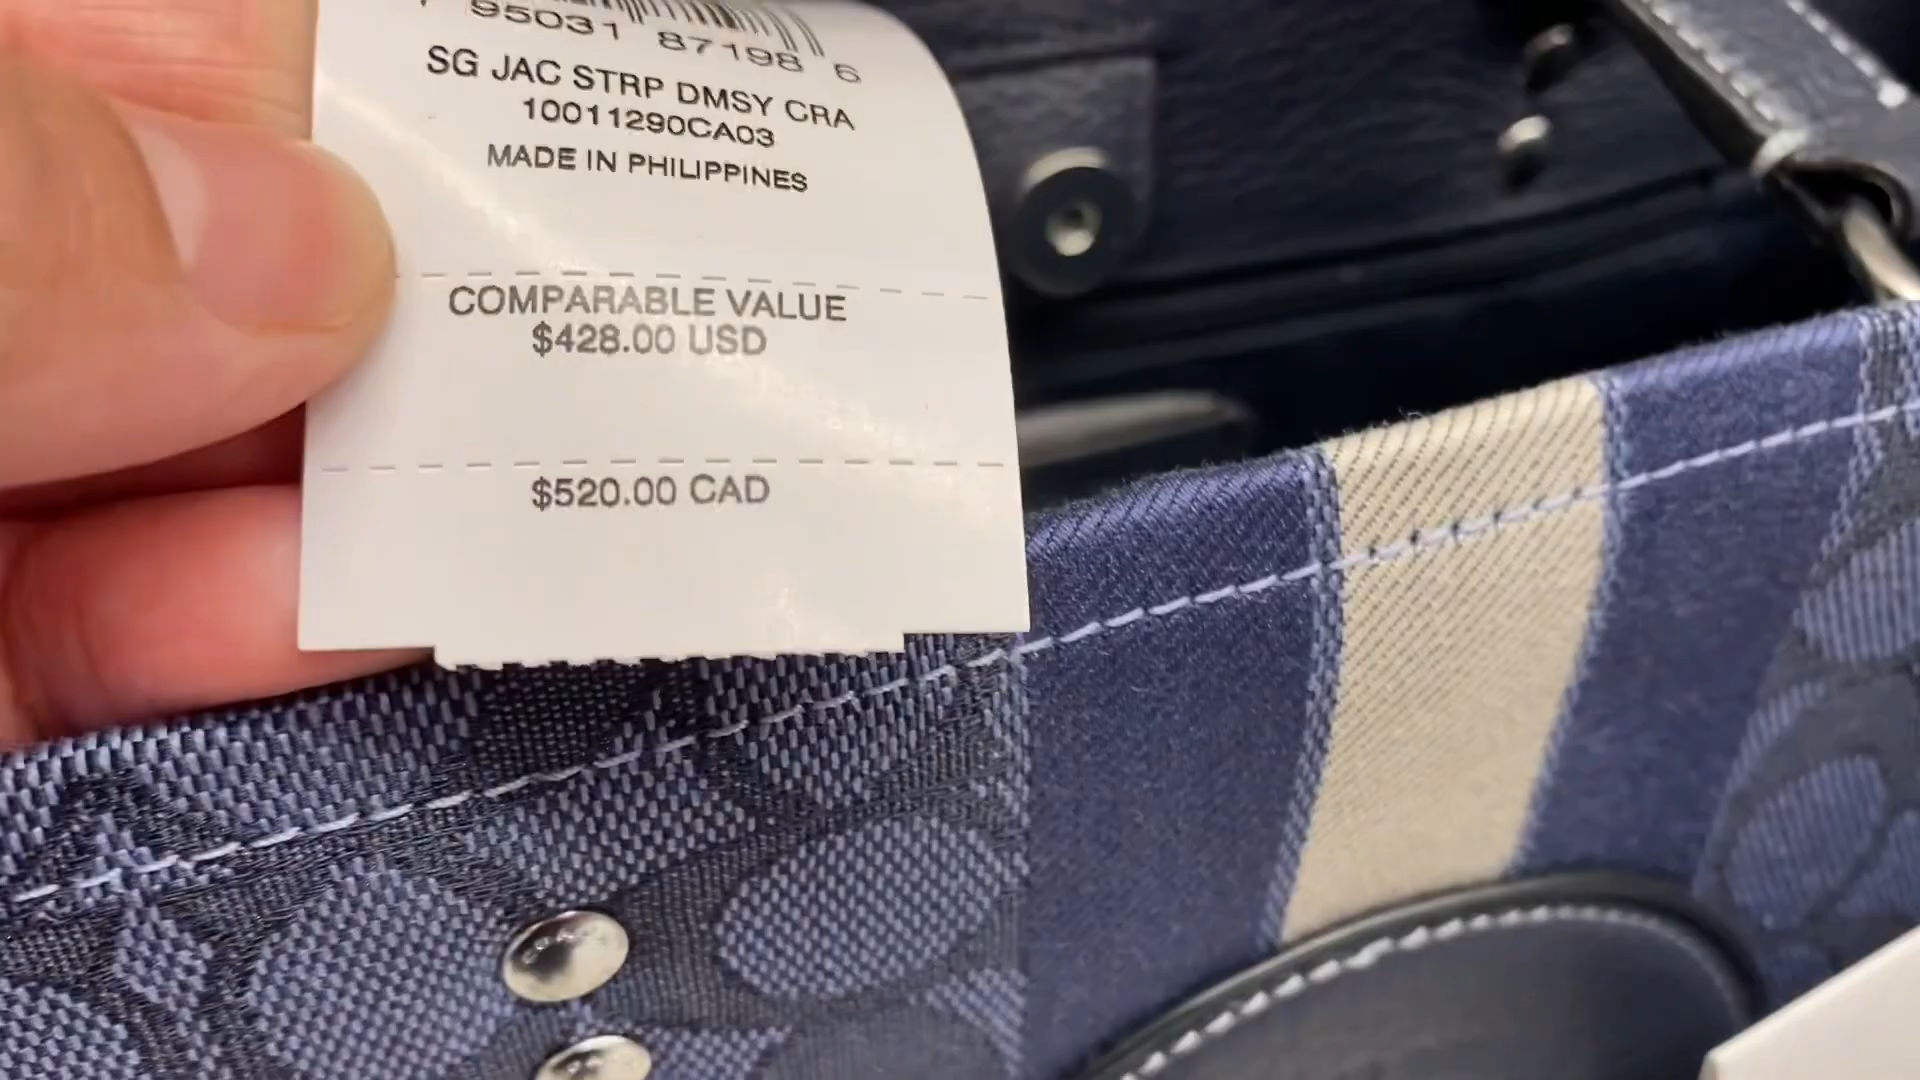 95031 87198 6
SG JAC STRP DMSY CRA
10011290CA03
MADE IN PHILIPPINES
COMPARABLE VALUE
$428.00 USD
$520.00 CAD